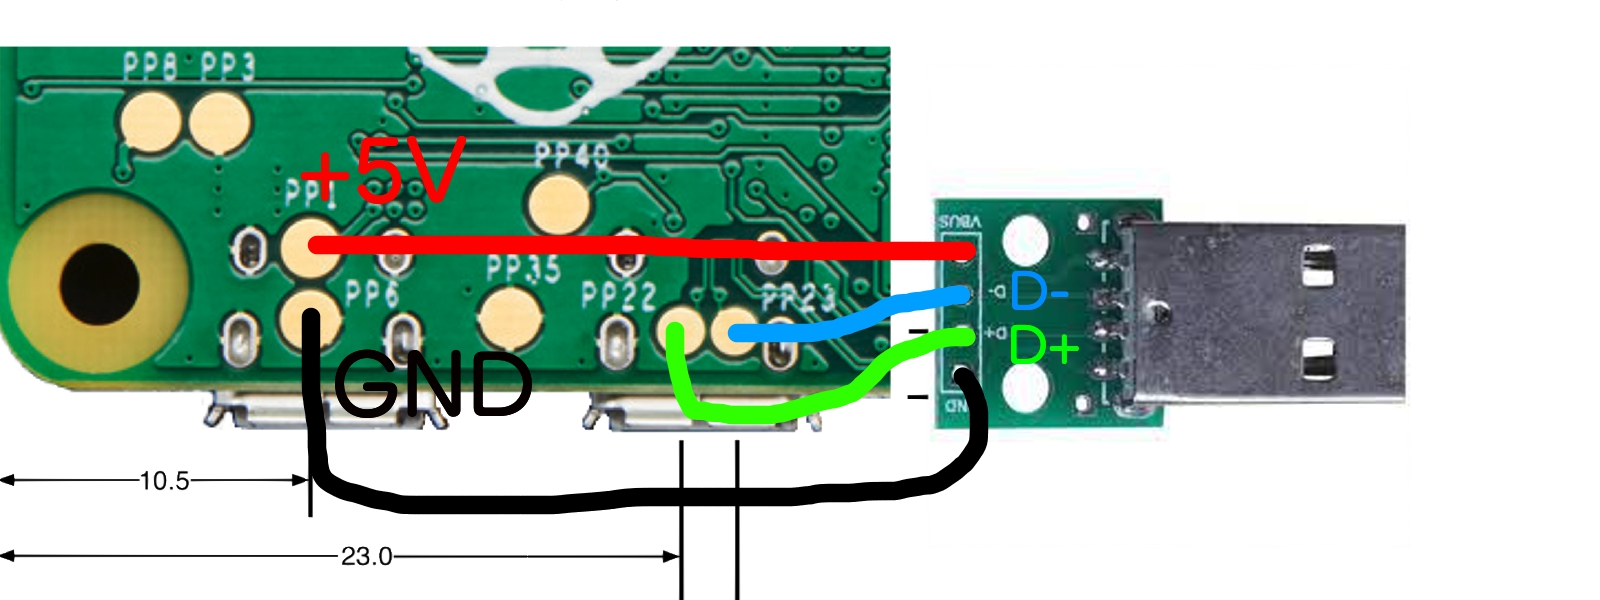 PP8 PP3
+5V
PP40
PP1
VBUS
PP35
PP6
PP22
PP23
D-
D-
D+
D+
GND
GND
10.5
23.0